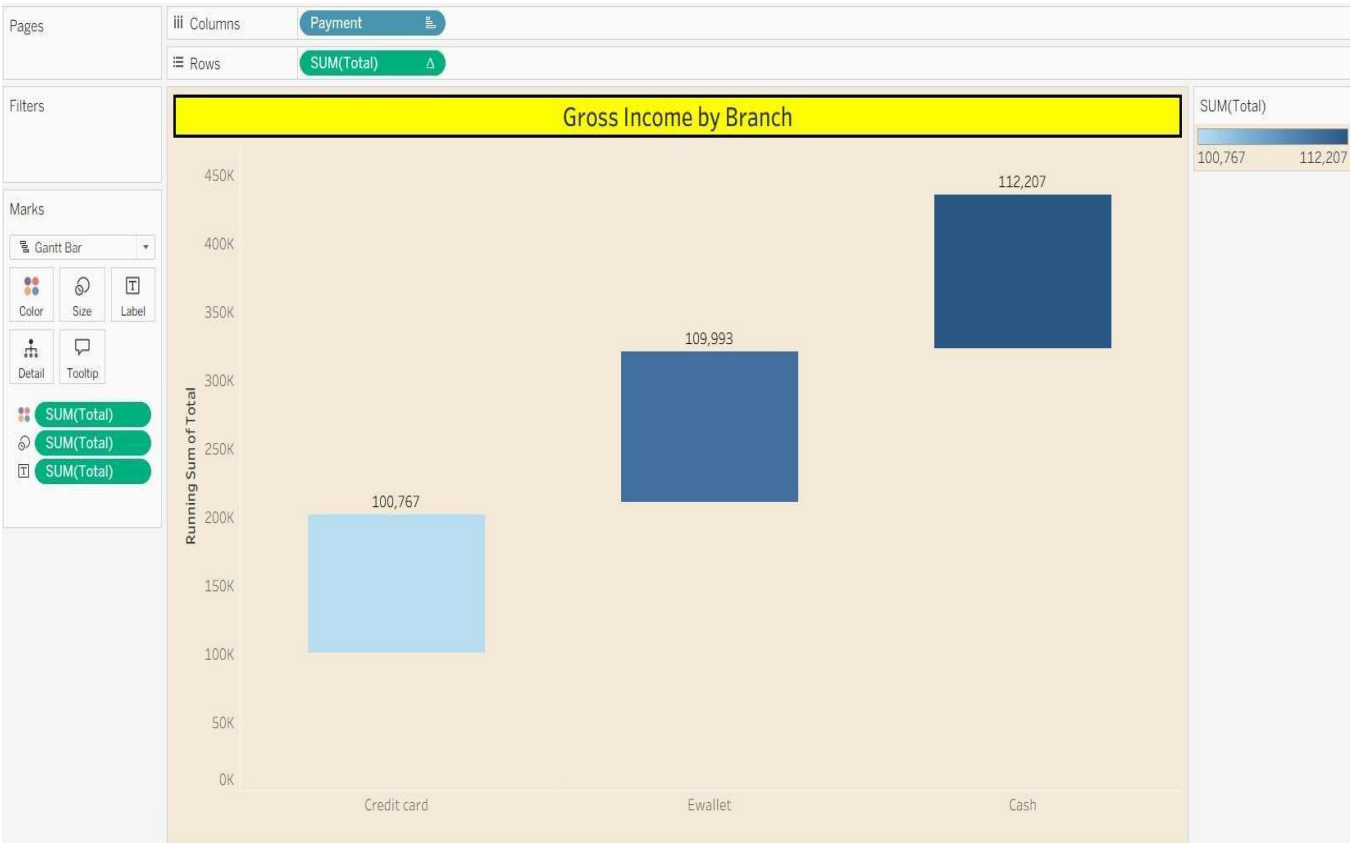 Pages
iii Columns
Payment
Rows
SUM(Total) Δ
Filters
Marks
Gantt Bar
Color
Size
Label
Detail
Tooltip
SUM(Total)
SUM(Total)
SUM(Total)
Gross Income by Branch
Running Sum of Total
450K
400K
350K
300K
250K
200K
150K
100K
50K
0K
100,767
109,993
112,207
Credit card
Ewallet
Cash
SUM(Total)
100,767 112,207